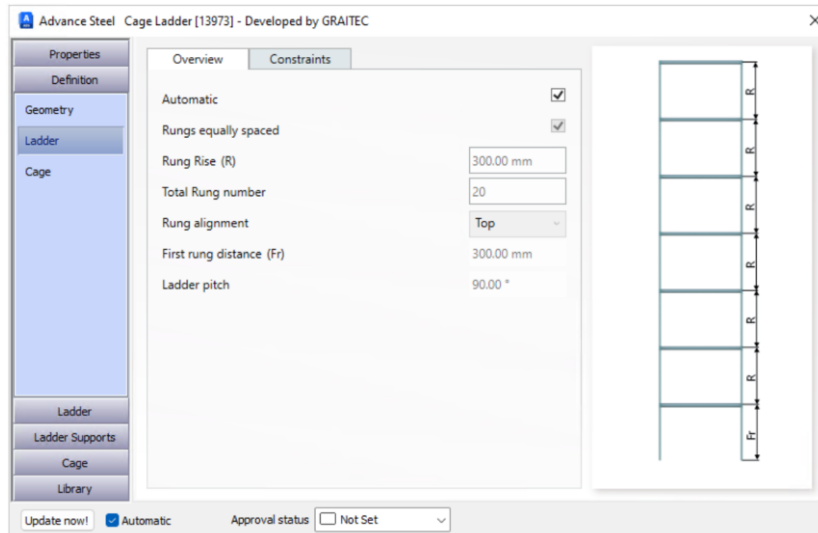 Advance Steel Cage Ladder [13973] - Developed by GRAITEC
Properties
Definition
Geometry
Ladder
Cage
Ladder
Ladder Supports
Cage
Library
Overview Constraints
Automatic
Rungs equally spaced
Rung Rise (R) 300.00 mm
Total Rung number 20
Rung alignment Top
First rung distance (Fr) 300.00 mm
Ladder pitch 90.00 °
R
R
R
R
R
R
Fr
Update now! Automatic Approval status Not Set